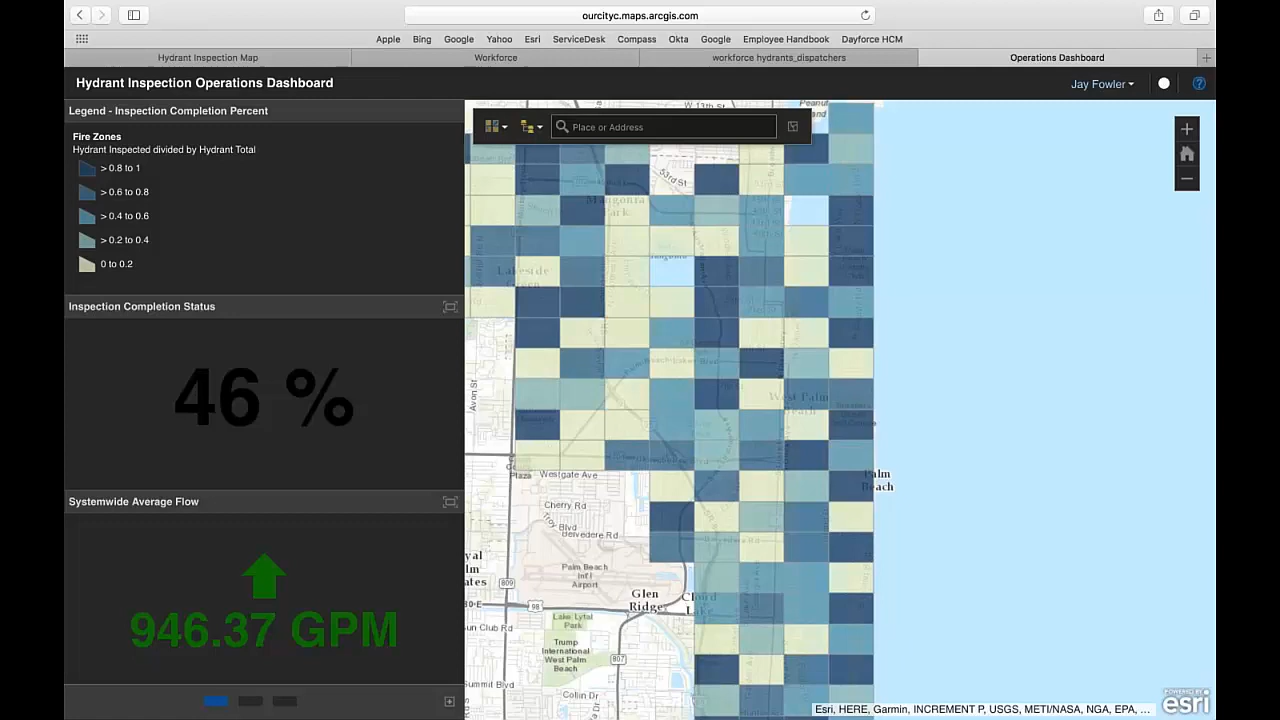 ourcityc.maps.arcgis.com
Apple Bing Google Yahoo Esri ServiceDesk Compass Okta Google Employee Handbook Dayforce HCM
Hydrant Inspection Map Workforce workforce hydrants_dispatchers Operations Dashboard
Hydrant Inspection Operations Dashboard
Jay Fowler
Legend - Inspection Completion Percent
Fire Zones
Hydrant Inspected divided by Hydrant Total
> 0.8 to 1
> 0.6 to 0.8
> 0.4 to 0.6
> 0.2 to 0.4
0 to 0.2
Inspection Completion Status
46 %
Systemwide Average Flow
946.37 GPM
Place or Address
W 13th St
Peanut
53rd St
Mangonia
Park
Lakeside
Green
Avon St
West Palm
Beach
Palm
Beach
Plaza
Westgate Ave
Cherry Rd
Troy
Blvd
Belvedere Rd
Palm Beach
Int'l
Airport
809
98
Glen
Ridge
Cloud
Lake
Lake Lytal
Park
Trump
International
West Palm
Beach
807
Summit Blvd
Collin Dr
Esri, HERE, Garmin, INCREMENT P, USGS, METI/NASA, NGA, EPA, ...
POWERED BY
esri